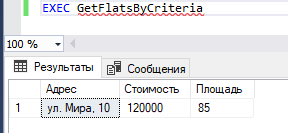 EXEC GetFlatsByCriteria
100 %
Результаты Сообщения
Адрес Стоимость Площадь
1 ул. Мира, 10 120000 85